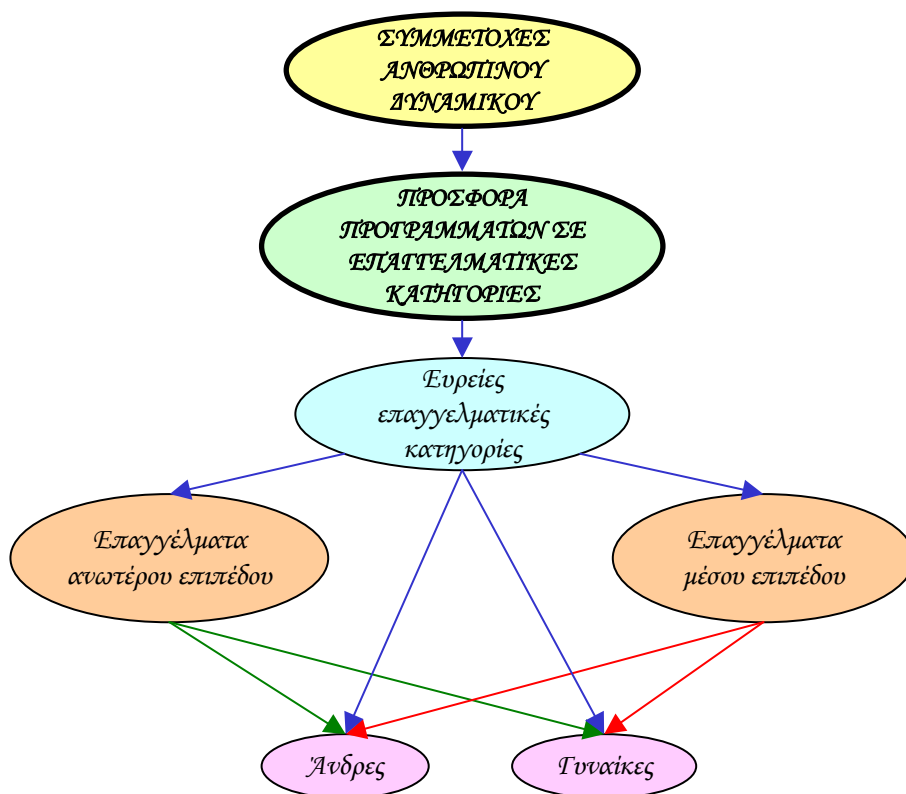 ΣΥΜΜΕΤΟΧΕΣ
ΑΝΘΡΩΠΙΝΟΥ
ΔΥΝΑΜΙΚΟΥ
ΠΡΟΣΦΟΡΑ
ΠΡΟΓΡΑΜΜΑΤΩΝ ΣΕ
ΕΠΑΓΓΕΛΜΑΤΙΚΕΣ
ΚΑΤΗΓΟΡΙΕΣ
Ευρείες
επαγγελματικές
κατηγορίες
Επαγγέλματα
ανωτέρου επιπέδου
Επαγγέλματα
μέσου επιπέδου
Άνδρες
Γυναίκες